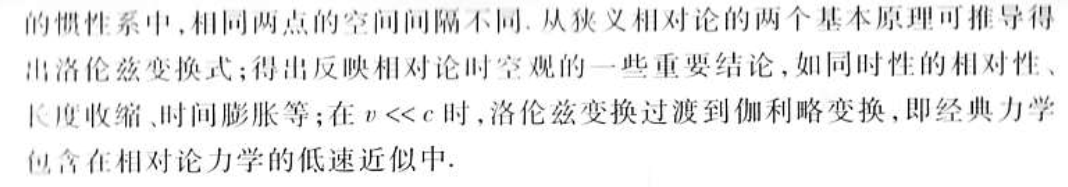 的惯性系中,相同两点的空间间隔不同.从狭义相对论的两个基本原理可推导得
出洛伦兹变换式;得出反映相对论时空观的一些重要结论,如同时性的相对性、
长度收缩、时间膨胀等;在 v << c 时,洛伦兹变换过渡到伽利略变换,即经典力学
包含在相对论力学的低速近似中.